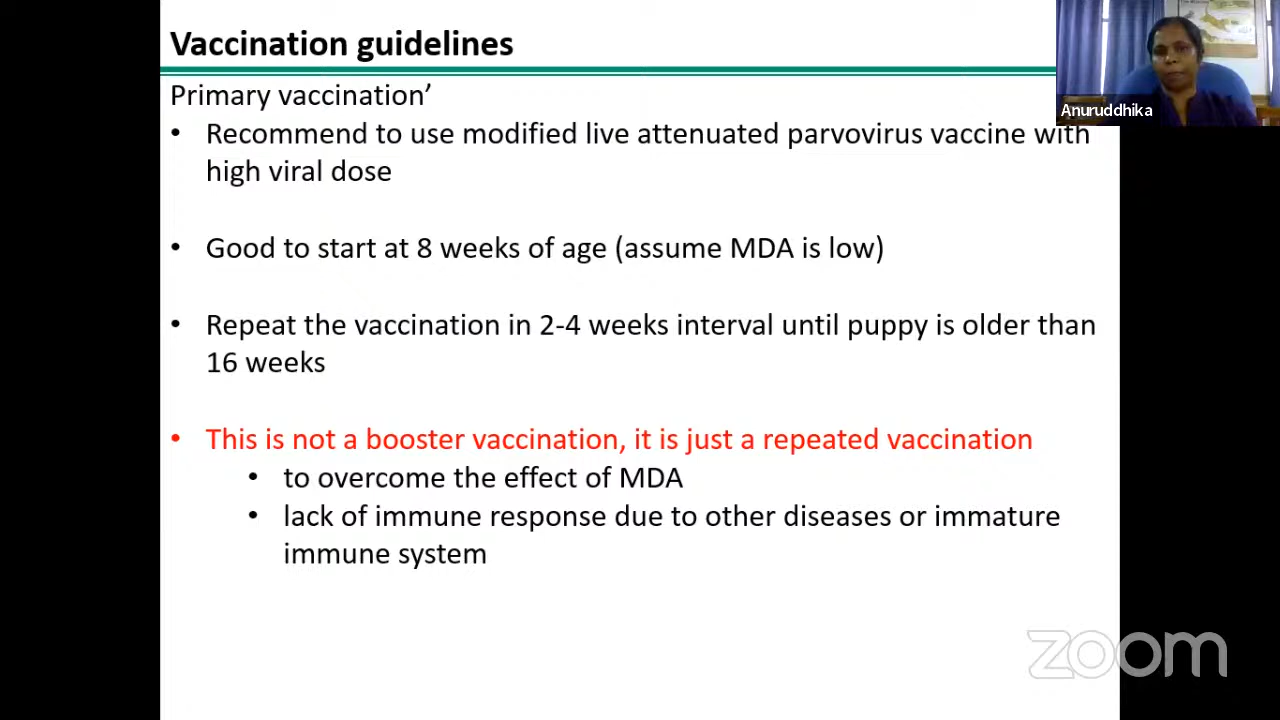 Vaccination guidelines
Primary vaccination’
• Recommend to use modified live attenuated parvovirus vaccine with
high viral dose
• Good to start at 8 weeks of age (assume MDA is low)
• Repeat the vaccination in 2-4 weeks interval until puppy is older than
16 weeks
• This is not a booster vaccination, it is just a repeated vaccination
• to overcome the effect of MDA
• lack of immune response due to other diseases or immature
immune system
Anuruddhika
zoom